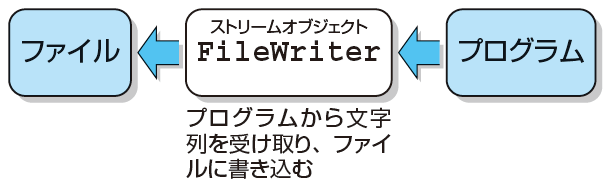 ファイル
ストリームオブジェクト
FileWriter
プログラム
プログラムから文字
列を受け取り、ファイ
ルに書き込む